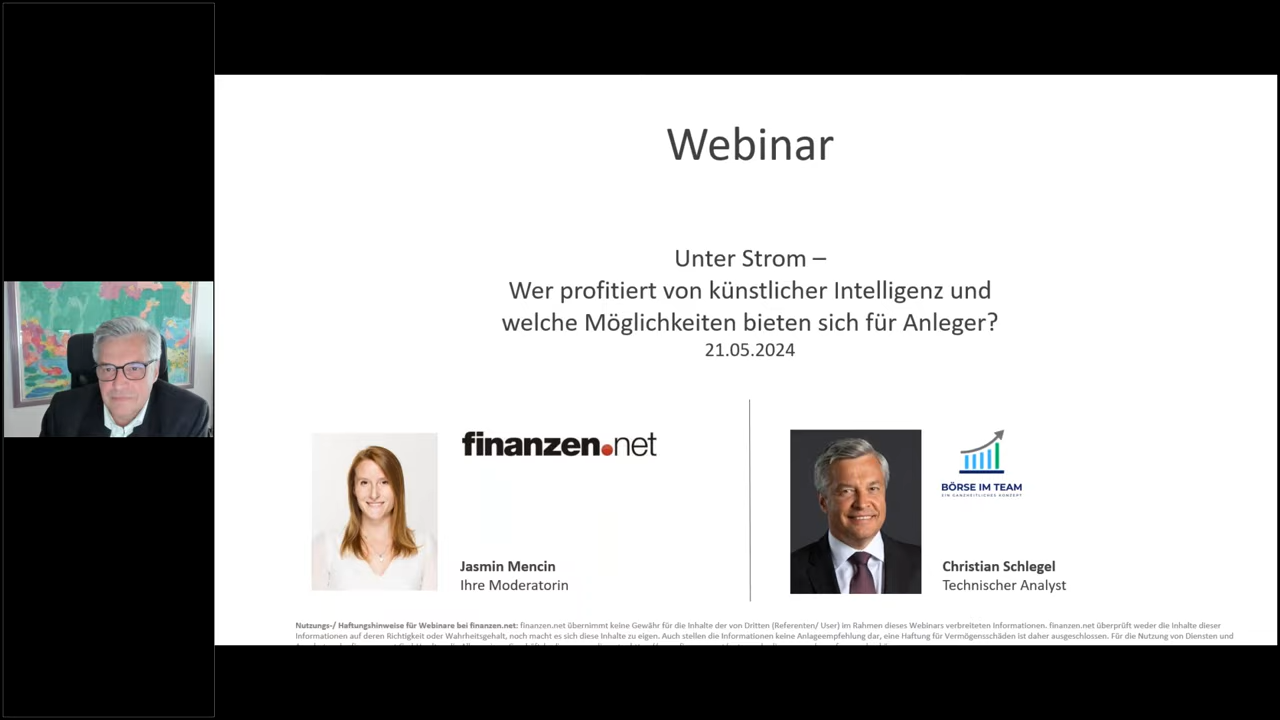 Webinar
Unter Strom –
Wer profitiert von künstlicher Intelligenz und
welche Möglichkeiten bieten sich für Anleger?
21.05.2024
finanzen.net
Jasmin Mencin
Ihre Moderatorin
BÖRSE IM TEAM
EIN GANZHEITLICHES KONZEPT
Christian Schlegel
Technischer Analyst
Nutzungs-/ Haftungshinweise für Webinare bei finanzen.net: finanzen.net übernimmt keine Gewähr für die Inhalte der von Dritten (Referenten/ User) im Rahmen dieses Webinars verbreiteten Informationen. finanzen.net überprüft weder die Inhalte dieser
Informationen auf deren Richtigkeit oder Wahrheitsgehalt, noch macht es sich diese Inhalte zu eigen. Auch stellen die Informationen keine Anlageempfehlung dar, eine Haftung für Vermögensschäden ist daher ausgeschlossen. Für die Nutzung von Diensten und